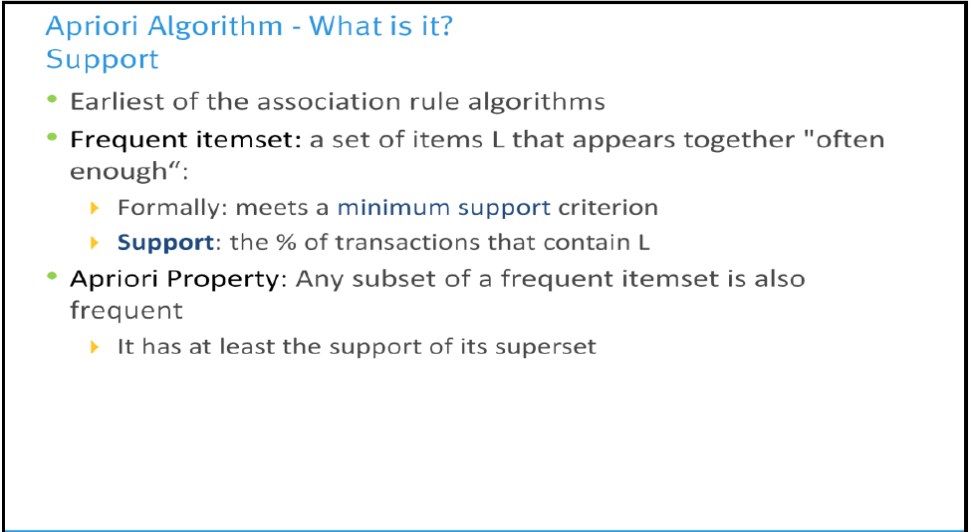 Apriori Algorithm - What is it?
Support
• Earliest of the association rule algorithms
• Frequent itemset: a set of items L that appears together "often
enough“:
Formally: meets a minimum support criterion
Support: the % of transactions that contain L
• Apriori Property: Any subset of a frequent itemset is also
frequent
It has at least the support of its superset